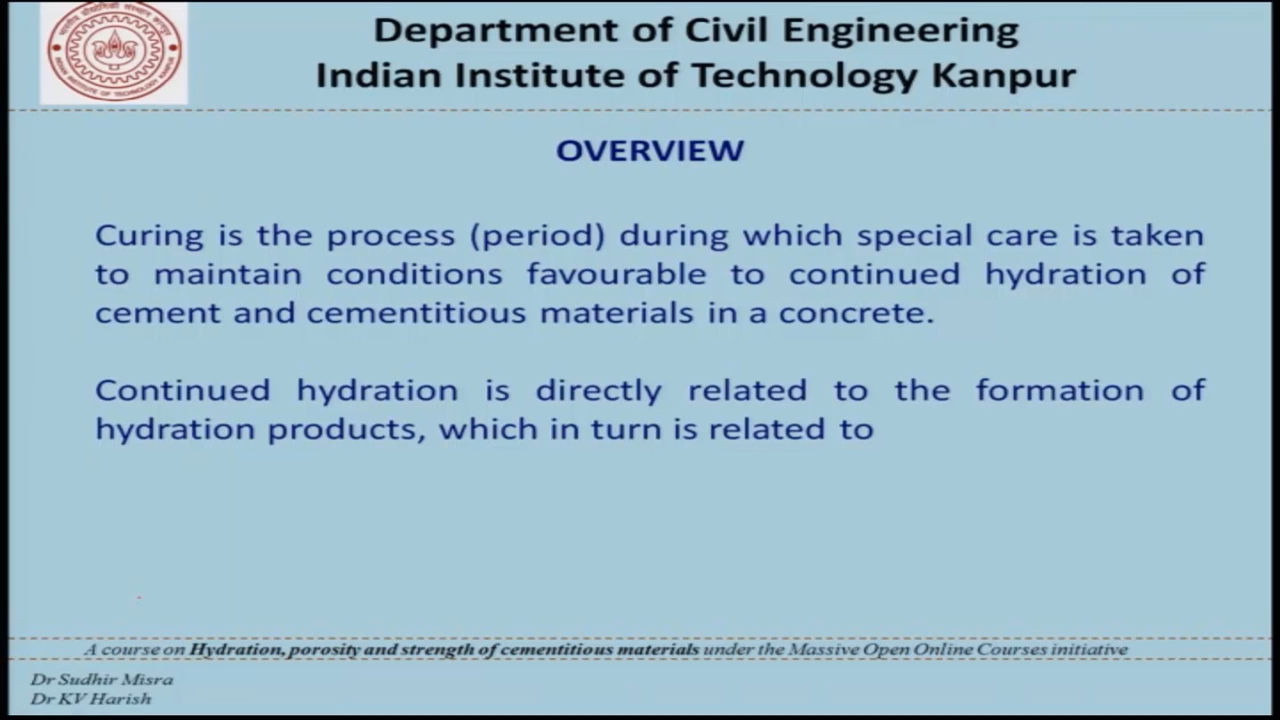 Department of Civil Engineering
Indian Institute of Technology Kanpur
OVERVIEW
Curing is the process (period) during which special care is taken
to maintain conditions favourable to continued hydration of
cement and cementitious materials in a concrete.
Continued hydration is directly related to the formation of
hydration products, which in turn is related to
A course on Hydration, porosity and strength of cementitious materials under the Massive Open Online Courses initiative
Dr Sudhir Misra
Dr KV Harish